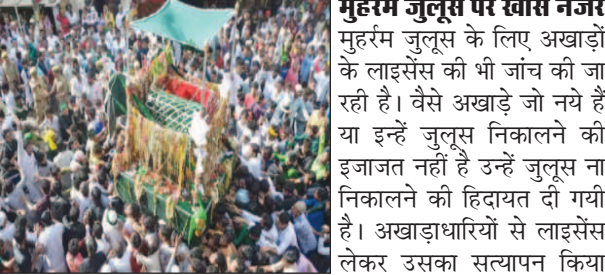 मुहर्रम जुलूस पर खास नजर
मुहर्रम जुलूस के लिए अखाड़ों
के लाइसेंस की भी जांच की जा
रही है। वैसे अखाड़े जो नये हैं
या इन्हें जुलूस निकालने की
इजाजत नहीं है उन्हें जुलूस ना
निकालने की हिदायत दी गयी
है। अखाड़ाधारियों से लाइसेंस
लेकर उसका सत्यापन किया